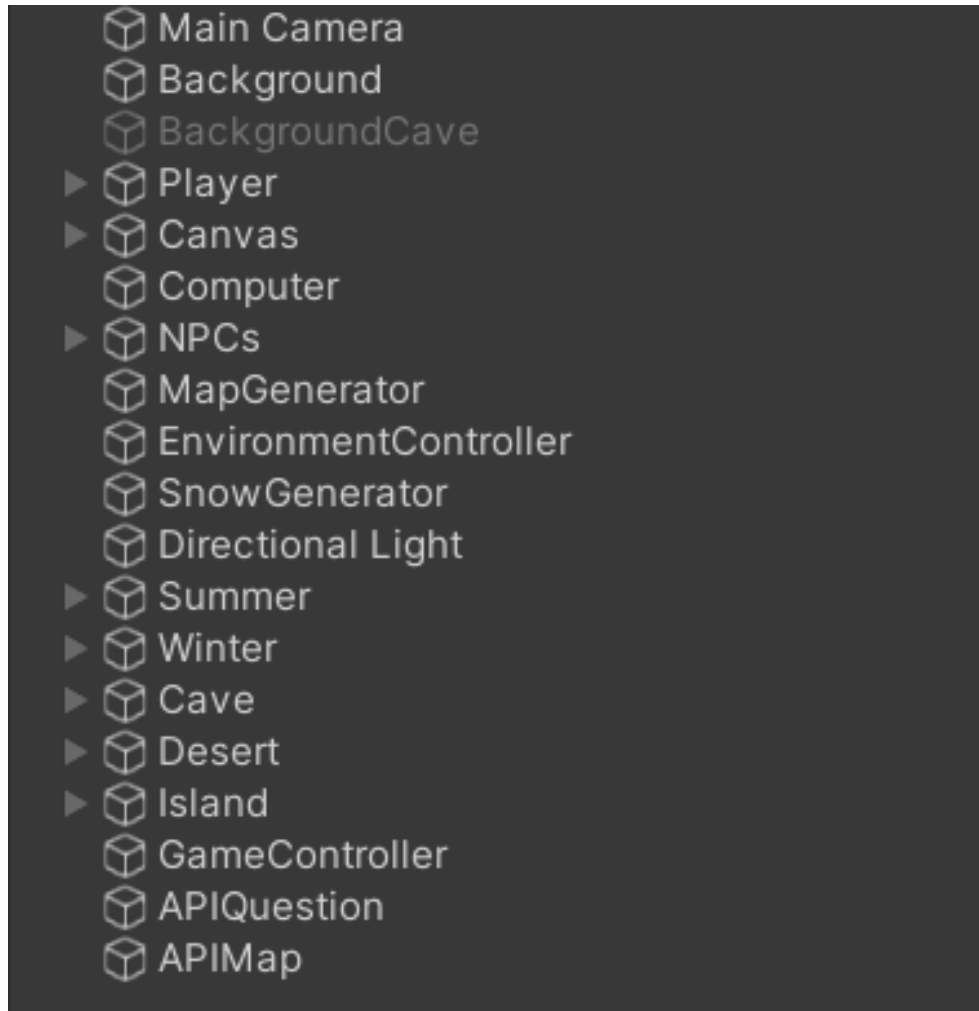 Main Camera
Background
BackgroundCave
Player
Canvas
Computer
NPCs
MapGenerator
EnvironmentController
SnowGenerator
Directional Light
Summer
Winter
Cave
Desert
Island
GameController
APIQuestion
APIMap